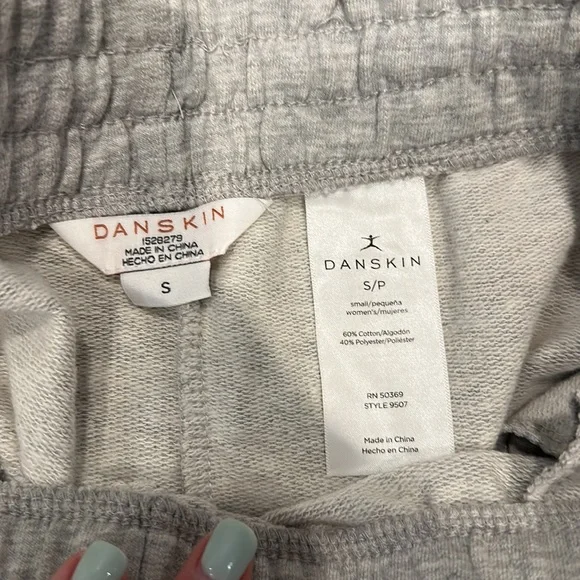 DANSKIN
1528279
MADE IN CHINA
HECHO EN CHINA
S
DANSKIN
S/P
small/pequeña
women's/mujeres
60% Cotton/Algodón
40% Polyester/Poliéster
RN 50369
STYLE 9507
Made in China
Hecho en China